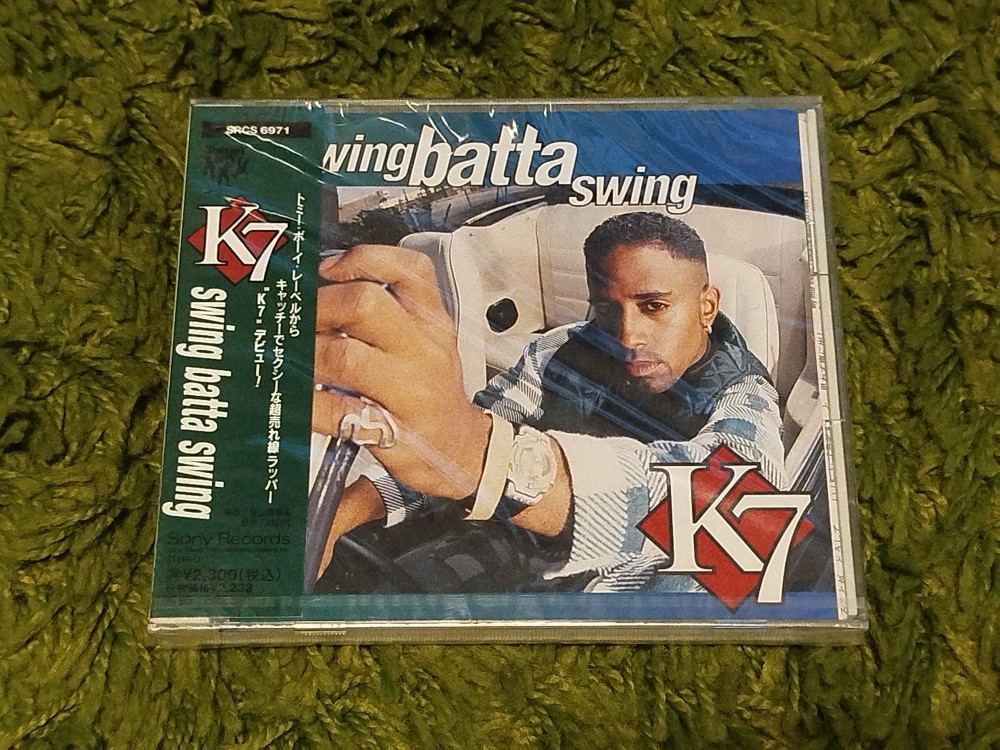 SRCS 6971
K7
swing batta swing
トミー・ボーイ・レーベルから
キャッチーでセクシーな超売れ線ラッパー
"K7" デビュー!
Sony Records
STEREO
¥2,300(税込)
wingbatta
swing
K7